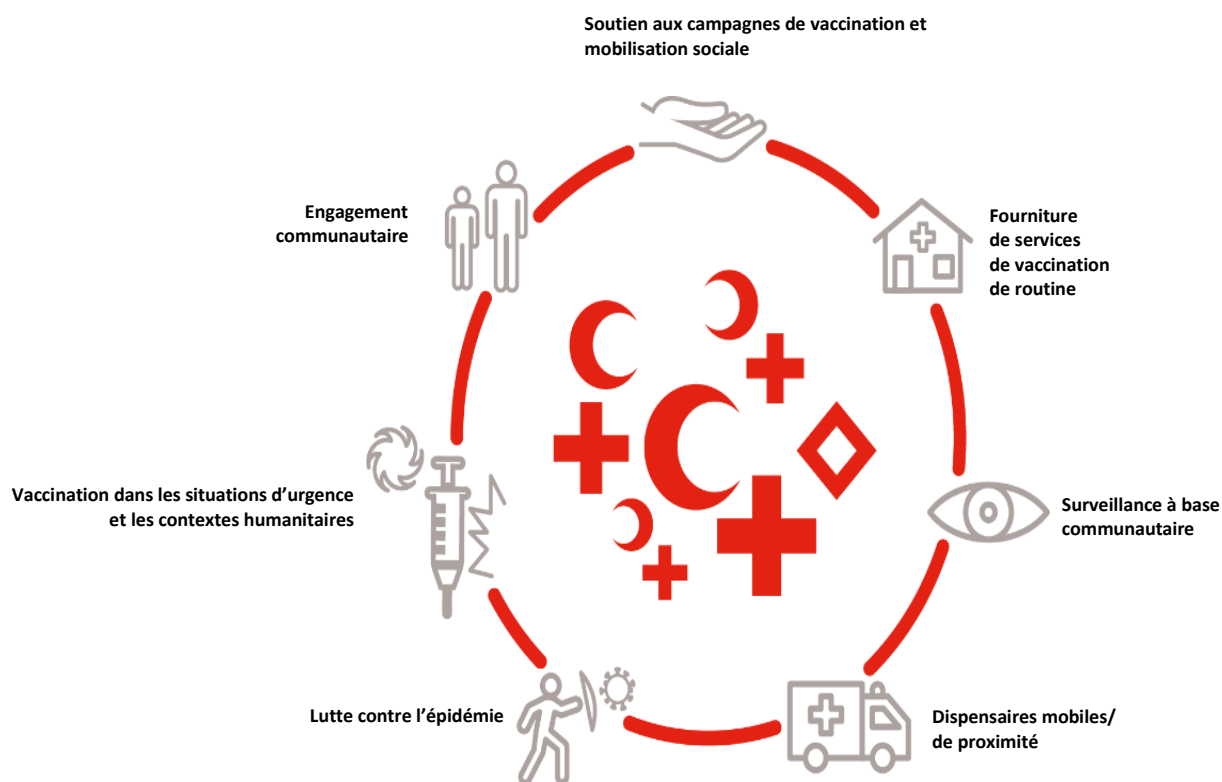 Soutien aux campagnes de vaccination et
mobilisation sociale
Fourniture
de services
de vaccination
de routine
Surveillance à base
communautaire
Dispensaires mobiles/
de proximité
Lutte contre l’épidémie
Vaccination dans les situations d’urgence
et les contextes humanitaires
Engagement
communautaire